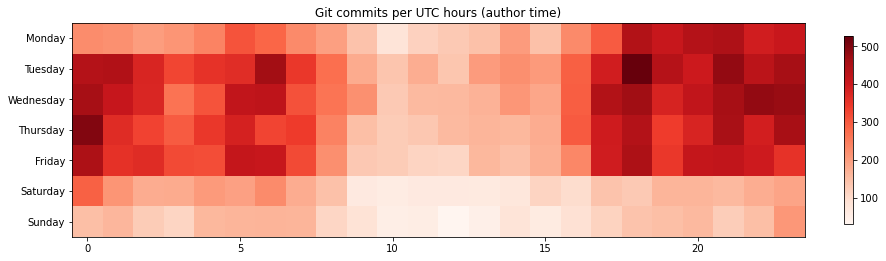 Git commits per UTC hours (author time)
Monday
Tuesday
Wednesday
Thursday
Friday
Saturday
Sunday
0 5 10 15 20
500
400
300
200
100